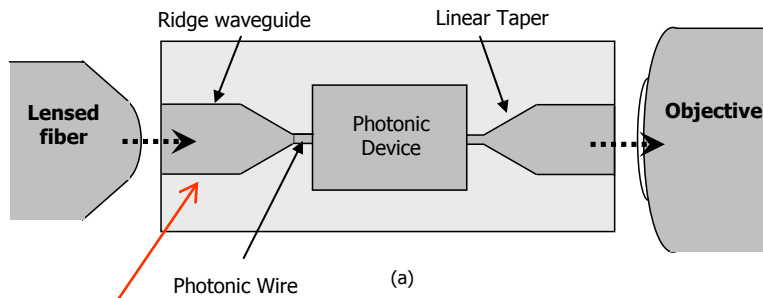 Ridge waveguide
Linear Taper
Lensed
fiber
Photonic
Device
Objective
Photonic Wire
(a)